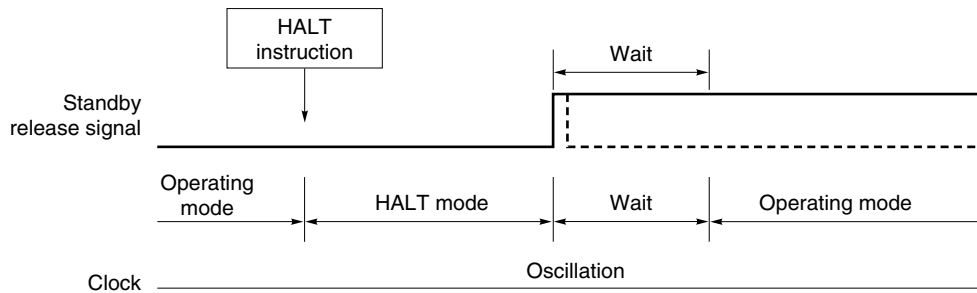 HALT
instruction
Wait
Standby
release signal
Operating
mode
HALT mode
Wait
Operating mode
Clock
Oscillation